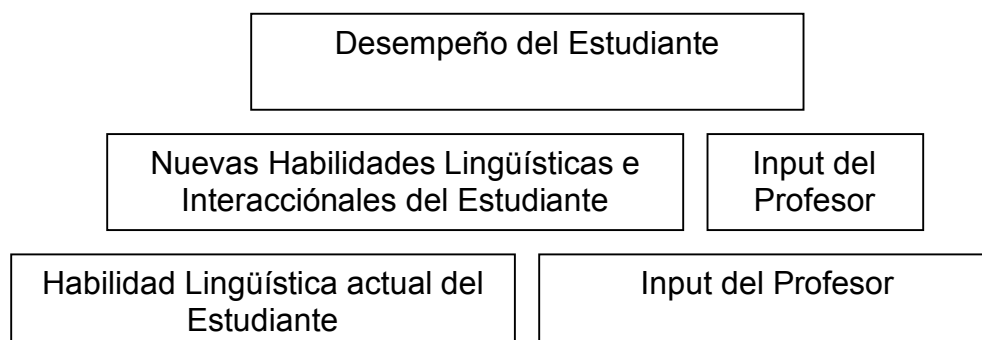 Desempeño del Estudiante
Nuevas Habilidades Lingüísticas e
Interacciónales del Estudiante
Input del
Profesor
Habilidad Lingüística actual del
Estudiante
Input del Profesor